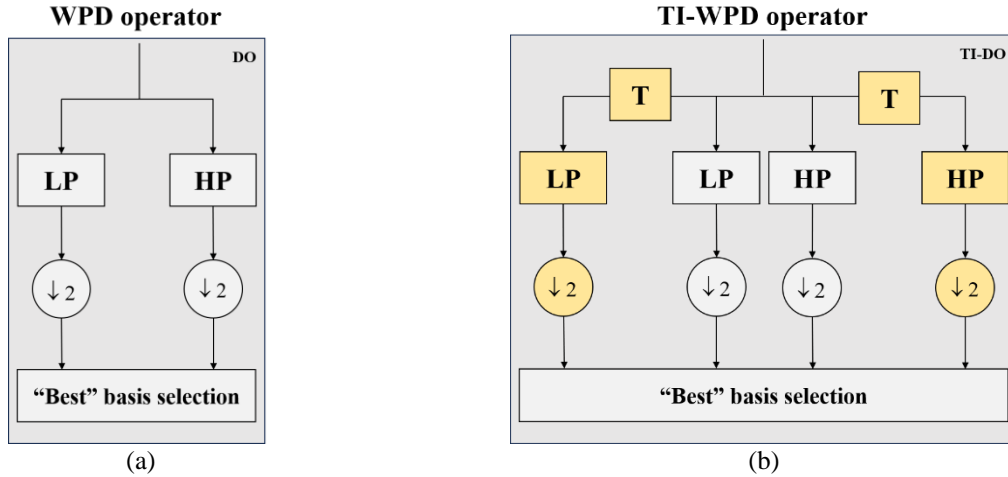 WPD operator
DO
LP HP
↓ 2 ↓ 2
“Best” basis selection
(a)
TI-WPD operator
TI-DO
T T
LP LP HP HP
↓ 2 ↓ 2 ↓ 2 ↓ 2
“Best” basis selection
(b)